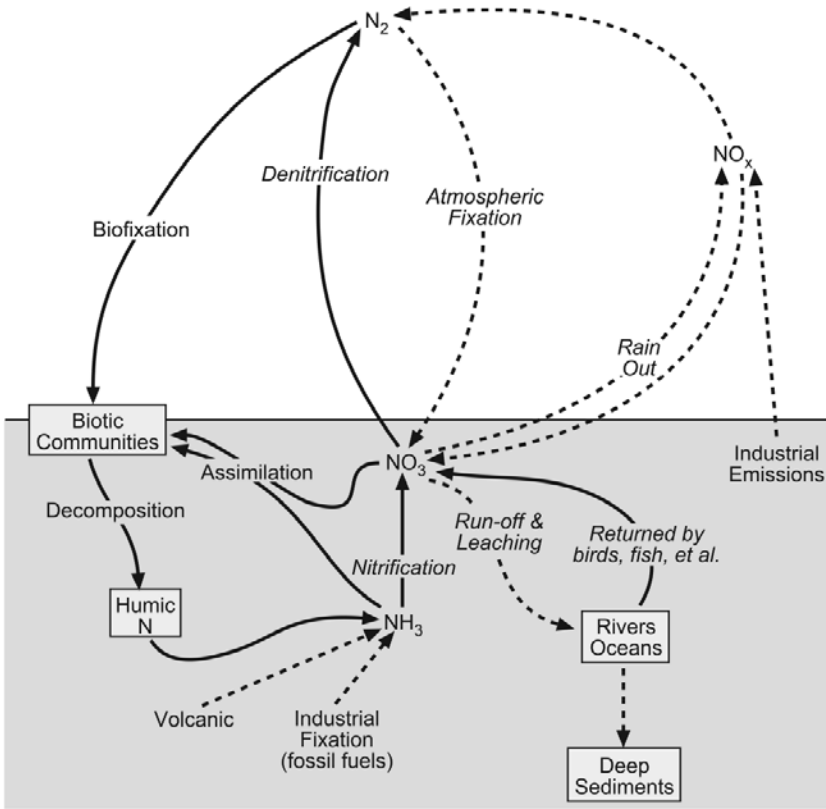 N₂
NOₓ
Denitrification
Atmospheric
Fixation
Biofixation
Rain
Out
Biotic
Communities
Assimilation
NO₃
Industrial
Emissions
Decomposition
Run-off &
Leaching
Returned by
birds, fish, et al.
Nitrification
Humic
N
NH₃
Rivers
Oceans
Volcanic
Industrial
Fixation
(fossil fuels)
Deep
Sediments